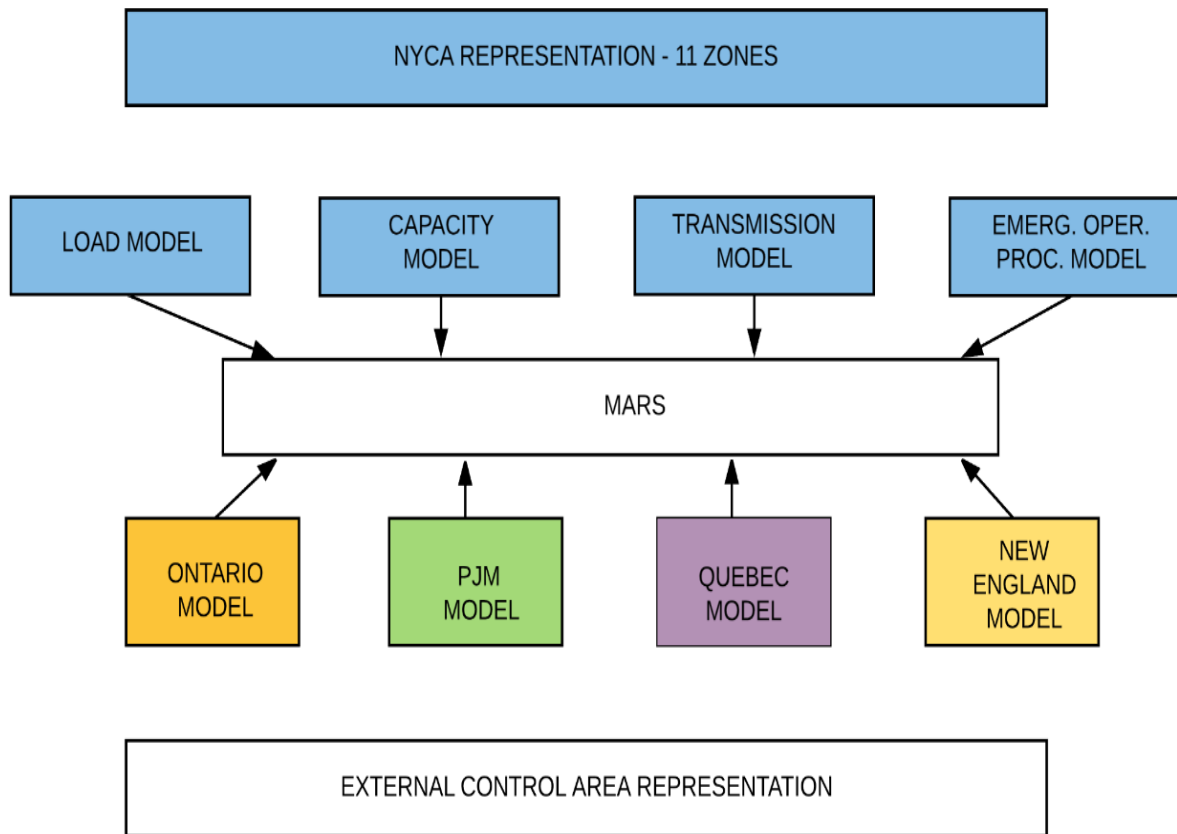 NYCA REPRESENTATION - 11 ZONES
LOAD MODEL
CAPACITY
MODEL
TRANSMISSION
MODEL
EMERG. OPER.
PROC. MODEL
MARS
ONTARIO
MODEL
PJM
MODEL
QUEBEC
MODEL
NEW
ENGLAND
MODEL
EXTERNAL CONTROL AREA REPRESENTATION